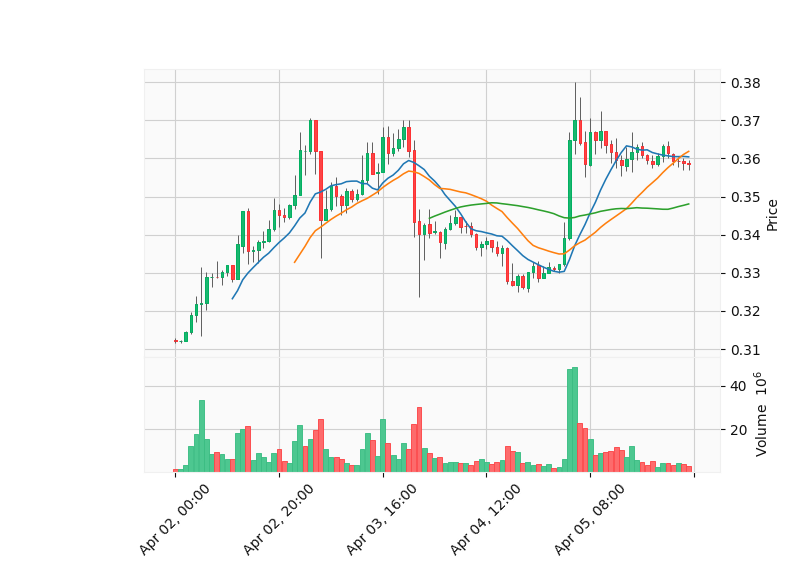 0.38
0.37
0.36
0.35
0.34
0.33
0.32
0.31
Price
40
20
Volume 10^6
Apr 02, 00:00
Apr 02, 20:00
Apr 03, 16:00
Apr 04, 12:00
Apr 05, 08:00